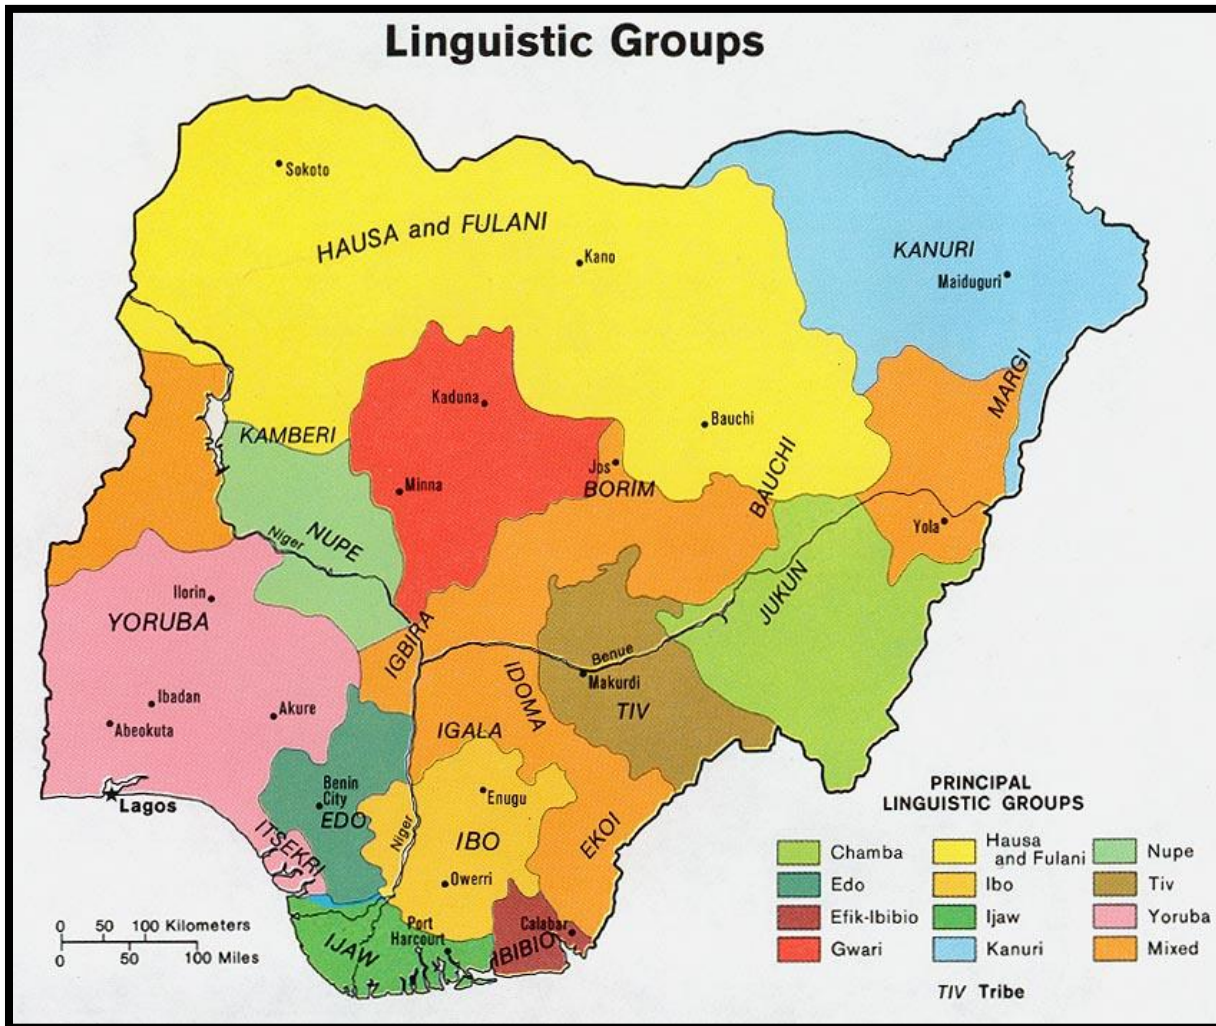 Linguistic Groups
Sokoto
HAUSA and FULANI
Kano
KANURI
Maiduguri
Kaduna
MARGI
Bauchi
KAMBERI
Jos
BORIM
BAUCHI
Minna
Yola
Niger
NUPE
Ilorin
YORUBA
JUKUN
IGBIRA
Benue
Makurdi
IDOMA
TIV
Ibadan
Akure
Abeokuta
IGALA
Lagos
Benin
City
EDO
Enugu
Niger
IBO
EKOI
ITSEKRI
Owerri
Port
Harcourt
Calabar
IJAW
IBIBIO
0 50 100 Kilometers
0 50 100 Miles
PRINCIPAL
LINGUISTIC GROUPS
Chamba
Edo
Efik-Ibibio
Gwari
Hausa
and Fulani
Ibo
Ijaw
Kanuri
Nupe
Tiv
Yoruba
Mixed
TIV Tribe